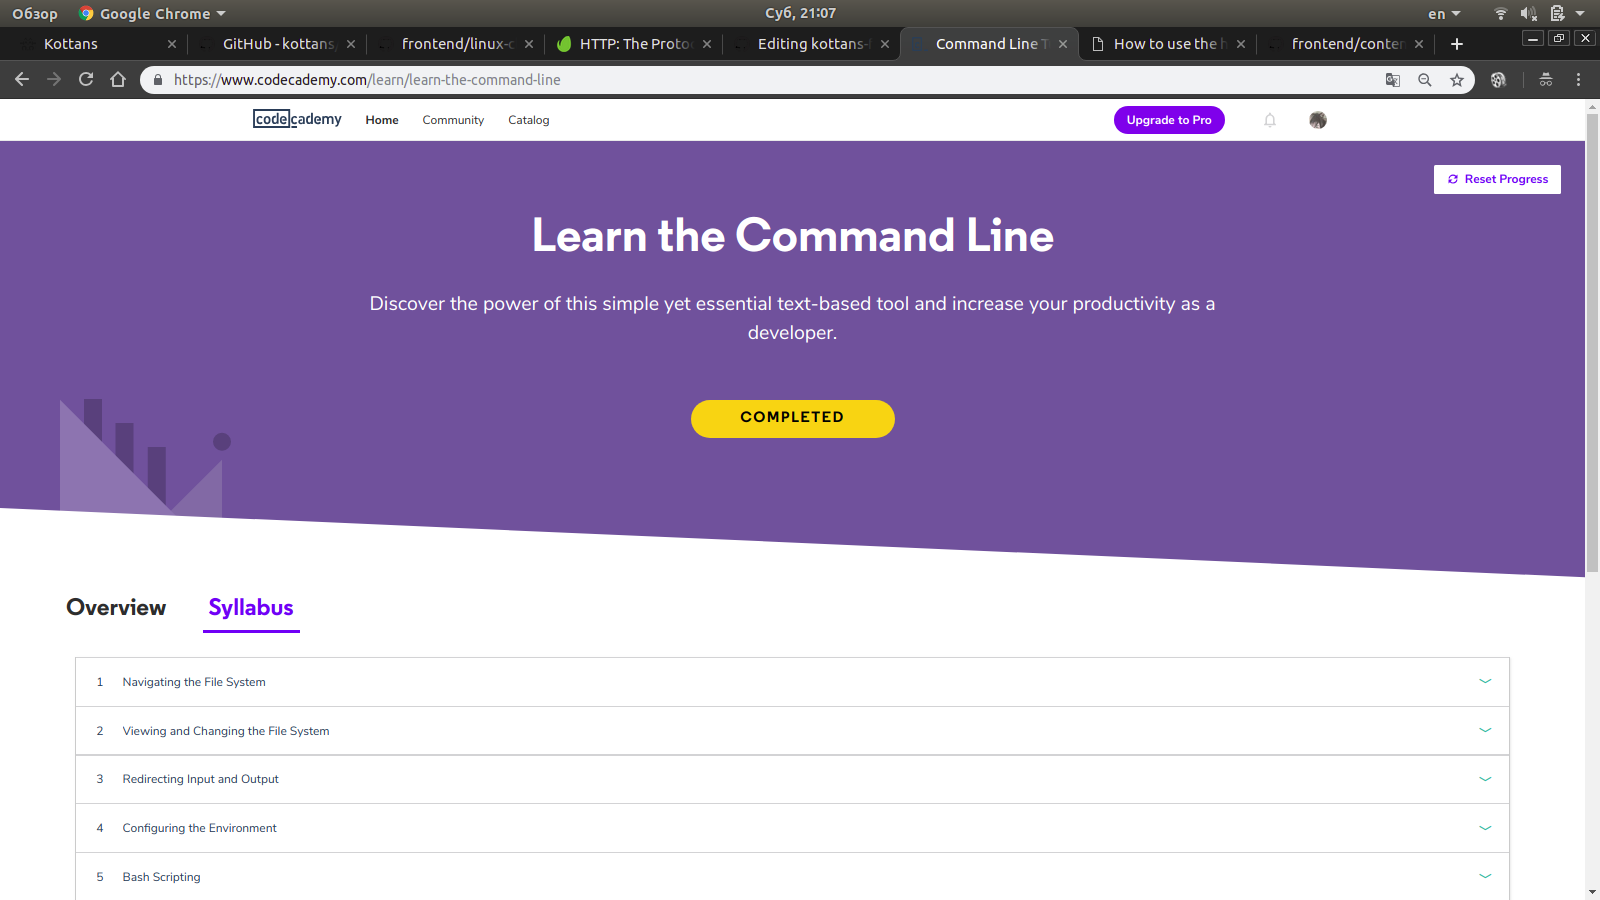 Обзор Google Chrome Суб, 21:07 en
Kottans GitHub - kottans frontend/linux- HTTP: The Proto Editing kottans- Command Line T How to use the h frontend/conten
https://www.codecademy.com/learn/learn-the-command-line
codecademy Home Community Catalog Upgrade to Pro
Reset Progress
Learn the Command Line
Discover the power of this simple yet essential text-based tool and increase your productivity as a
developer.
COMPLETED
Overview Syllabus
1 Navigating the File System
2 Viewing and Changing the File System
3 Redirecting Input and Output
4 Configuring the Environment
5 Bash Scripting